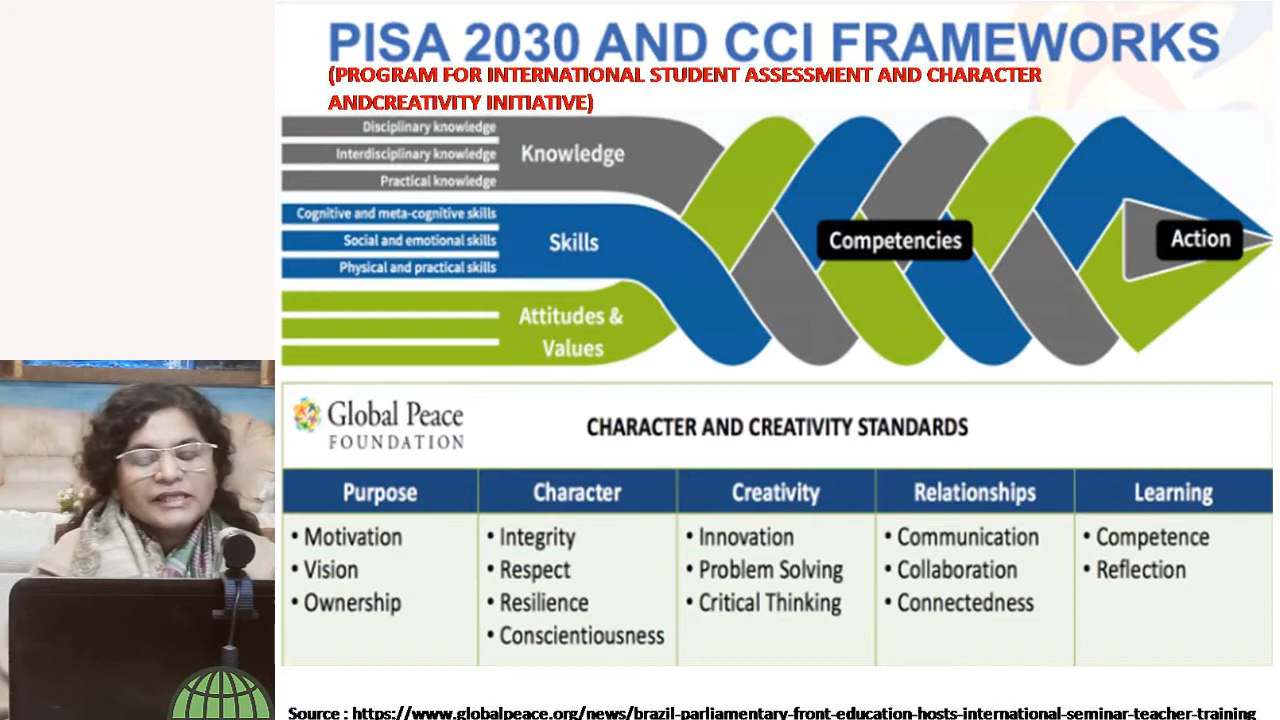 PISA 2030 AND CCI FRAMEWORKS
(PROGRAM FOR INTERNATIONAL STUDENT ASSESSMENT AND CHARACTER
ANDCREATIVITY INITIATIVE)
Disciplinary knowledge
Interdisciplinary knowledge
Practical knowledge
Knowledge
Cognitive and meta-cognitive skills
Social and emotional skills
Physical and practical skills
Skills
Attitudes &
Values
Competencies
Action
Global Peace
FOUNDATION
CHARACTER AND CREATIVITY STANDARDS
Purpose
• Motivation
• Vision
• Ownership
Character
• Integrity
• Respect
• Resilience
• Conscientiousness
Creativity
• Innovation
• Problem Solving
• Critical Thinking
Relationships
• Communication
• Collaboration
• Connectedness
Learning
• Competence
• Reflection
Source : https://www.globalpeace.org/news/brazil-parliamentary-front-education-hosts-international-seminar-teacher-training